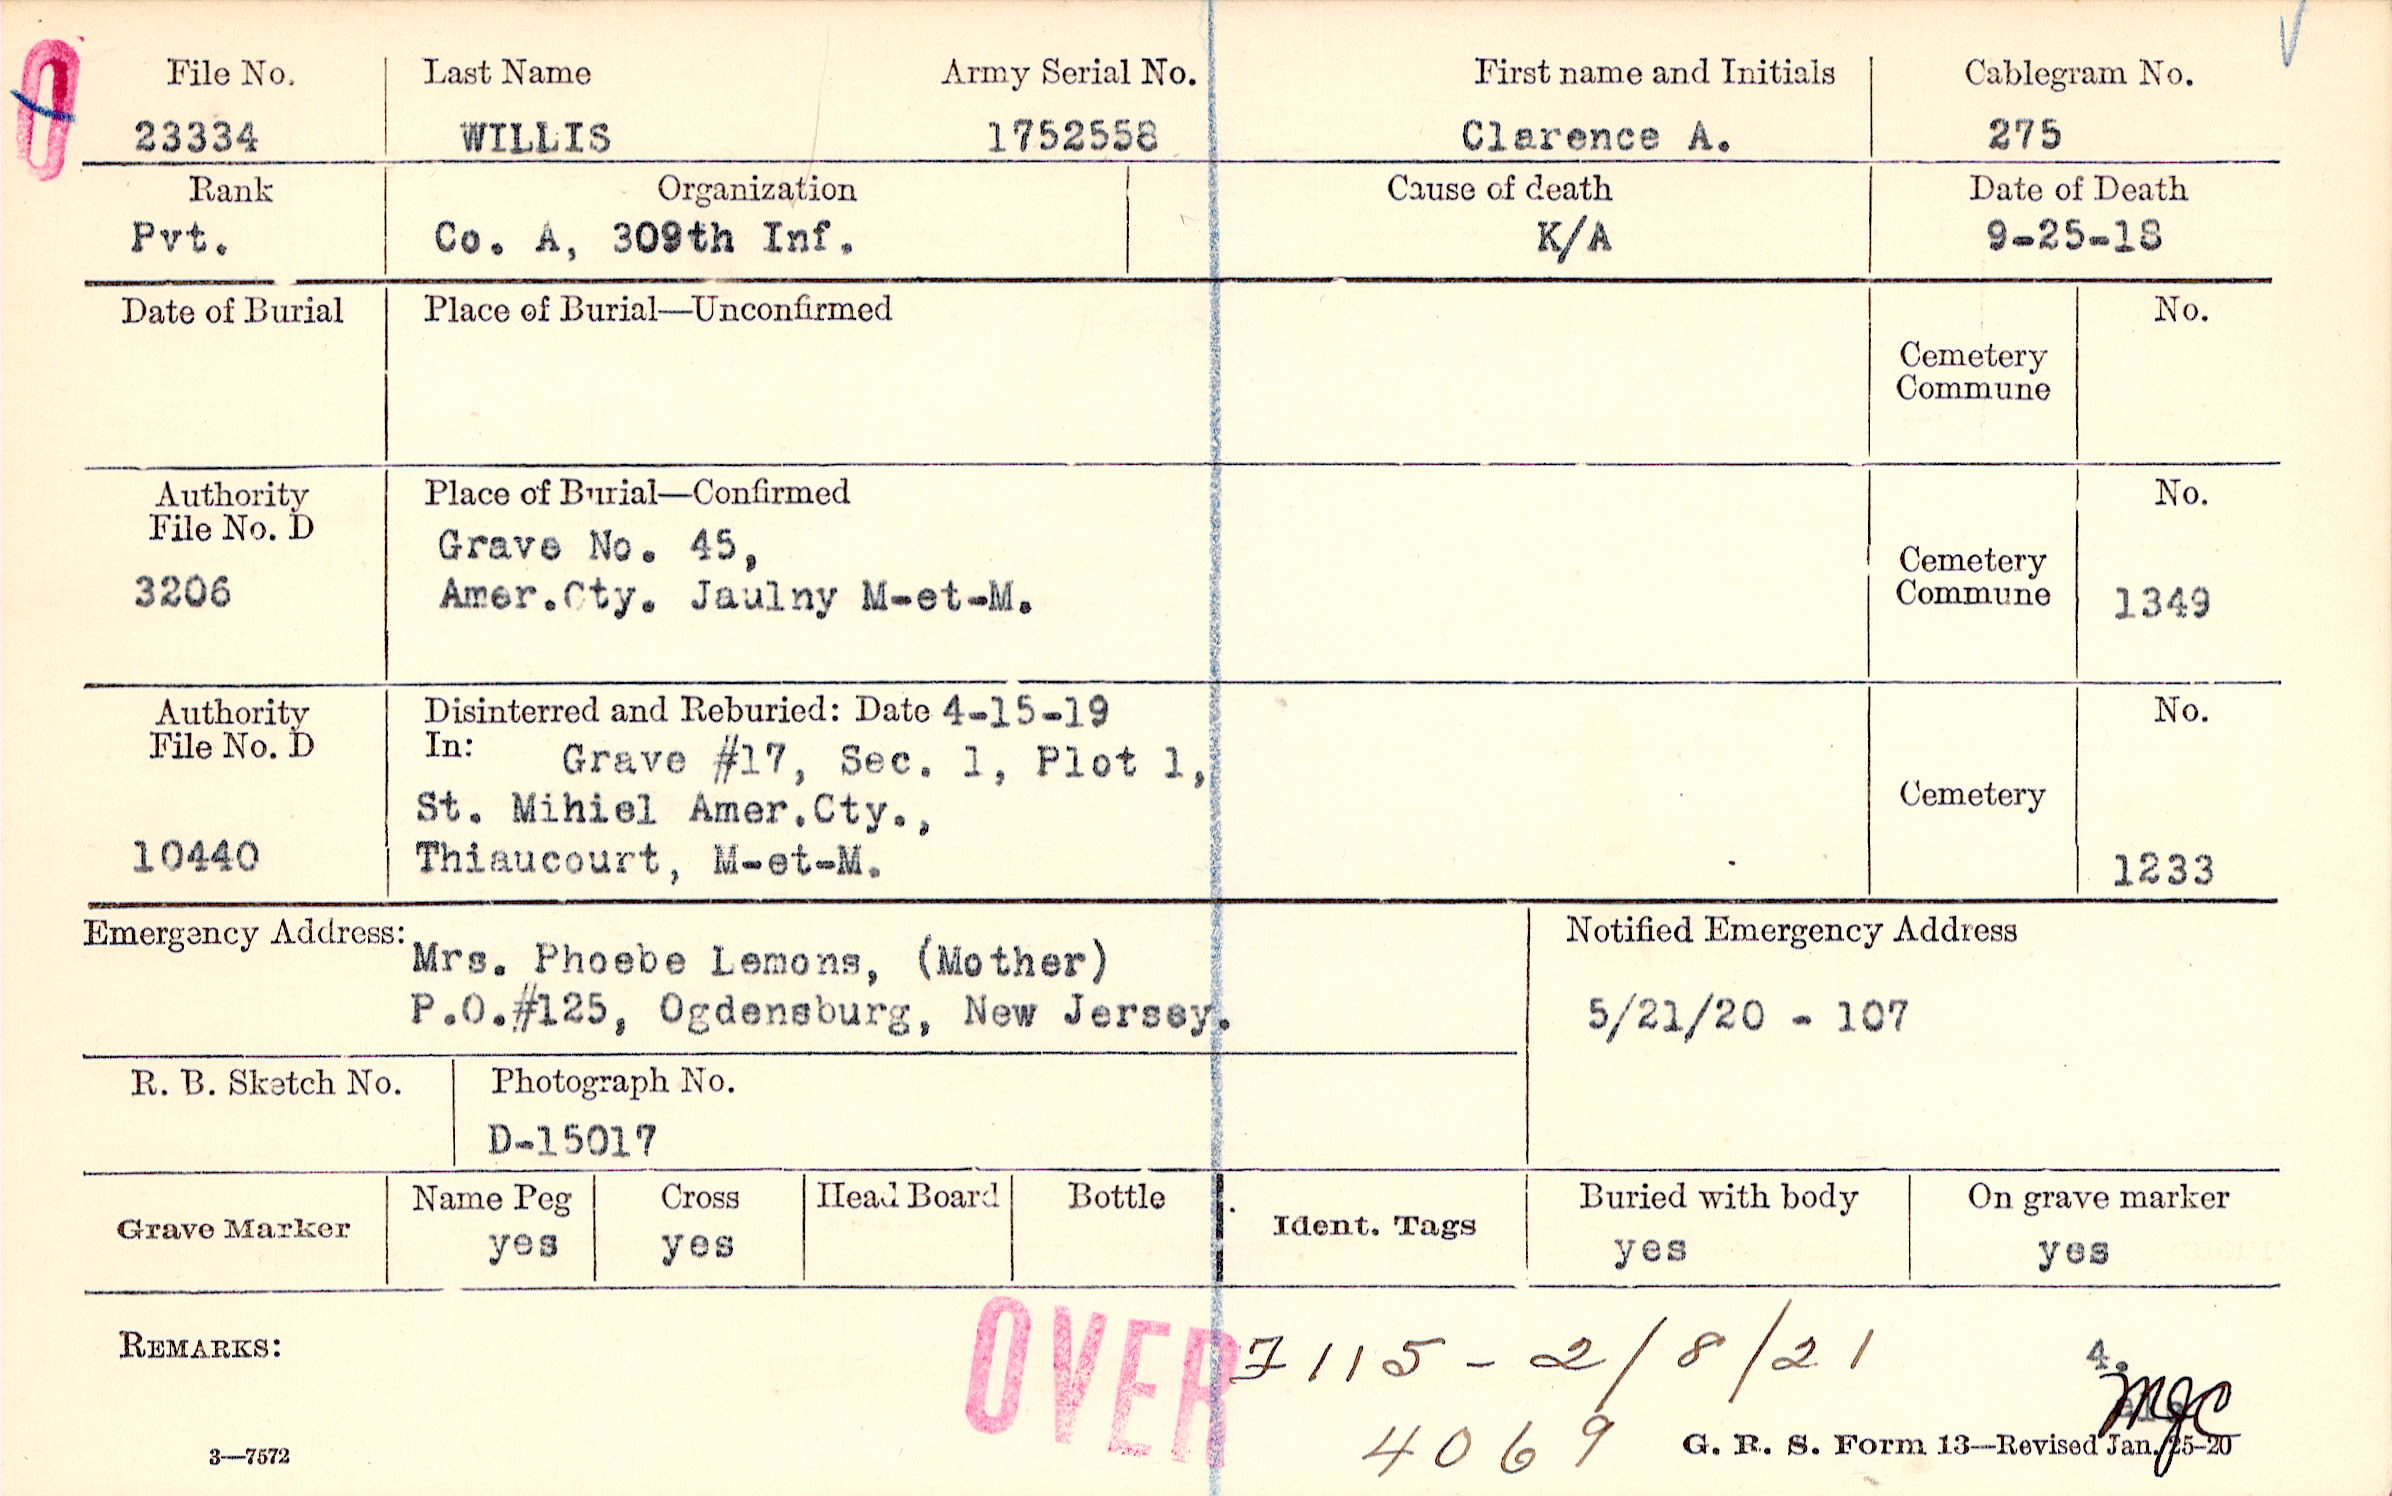 0
File No. Last Name Army Serial No. First name and Initials Cablegram No.
23334 WILLIS 1752558 Clarence A. 275
Rank Organization Cause of death Date of Death
Pvt. Co. A, 309th Inf. K/A 9-25-18
Date of Burial Place of Burial—Unconfirmed No.
Cemetery
Commune
Authority Place of Burial—Confirmed No.
File No. D
Grave No. 45,
Cemetery
3206 Amer.Cty. Jaulny M-et-M. Commune 1349
Authority Disinterred and Reburied: Date 4-15-19 No.
File No. D In: Grave #17, Sec. 1, Plot 1,
St. Mihiel Amer.Cty., Cemetery
10440 Thiaucourt, M-et-M. 1233
Emergency Address: Notified Emergency Address
Mrs. Phoebe Lemons, (Mother)
P.O.#125, Ogdensburg, New Jersey. 5/21/20 - 107
R. B. Sketch No. Photograph No.
D-15017
Grave Marker Name Peg Cross Head Board Bottle Ident. Tags Buried with body On grave marker
yes yes yes yes
REMARKS: OVER 7115 - 2/8/21 4.
MJC
4069
3—7572 G. R. S. Form 13—Revised Jan. 25-20